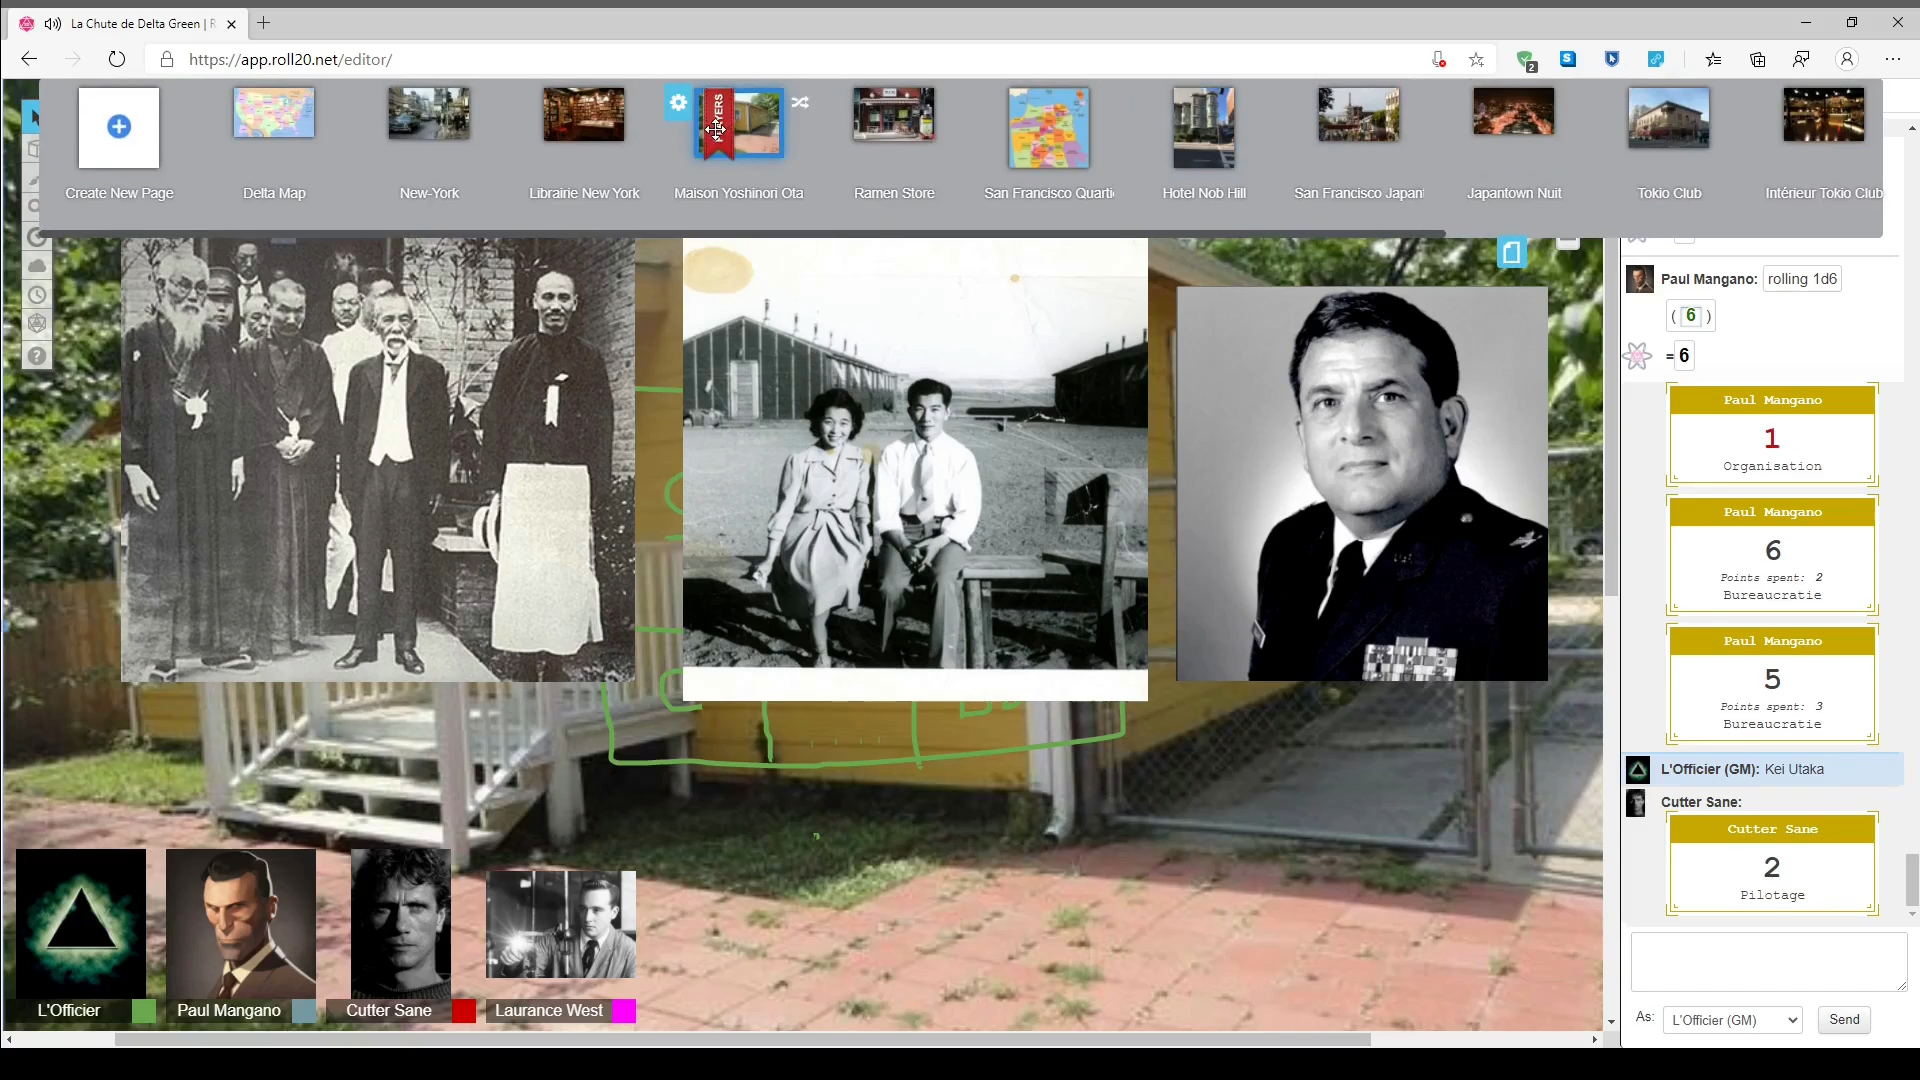 La Chute de Delta Green | R
https://app.roll20.net/editor/
2
PLAYERS
Create New Page
Delta Map
New-York
Librairie New York
Maison Yoshinori Ota
Ramen Store
San Francisco Quarti
Hotel Nob Hill
San Francisco Japant
Japantown Nuit
Tokio Club
Intérieur Tokio Club
Paul Mangano: rolling 1d6
( 6 )
= 6
Paul Mangano
1
Organisation
Paul Mangano
6
Points spent: 2
Bureaucratie
Paul Mangano
5
Points spent: 3
Bureaucratie
L'Officier (GM): Kei Utaka
Cutter Sane:
Cutter Sane
2
Pilotage
As: L'Officier (GM) Send
L'Officier
Paul Mangano
Cutter Sane
Laurance West